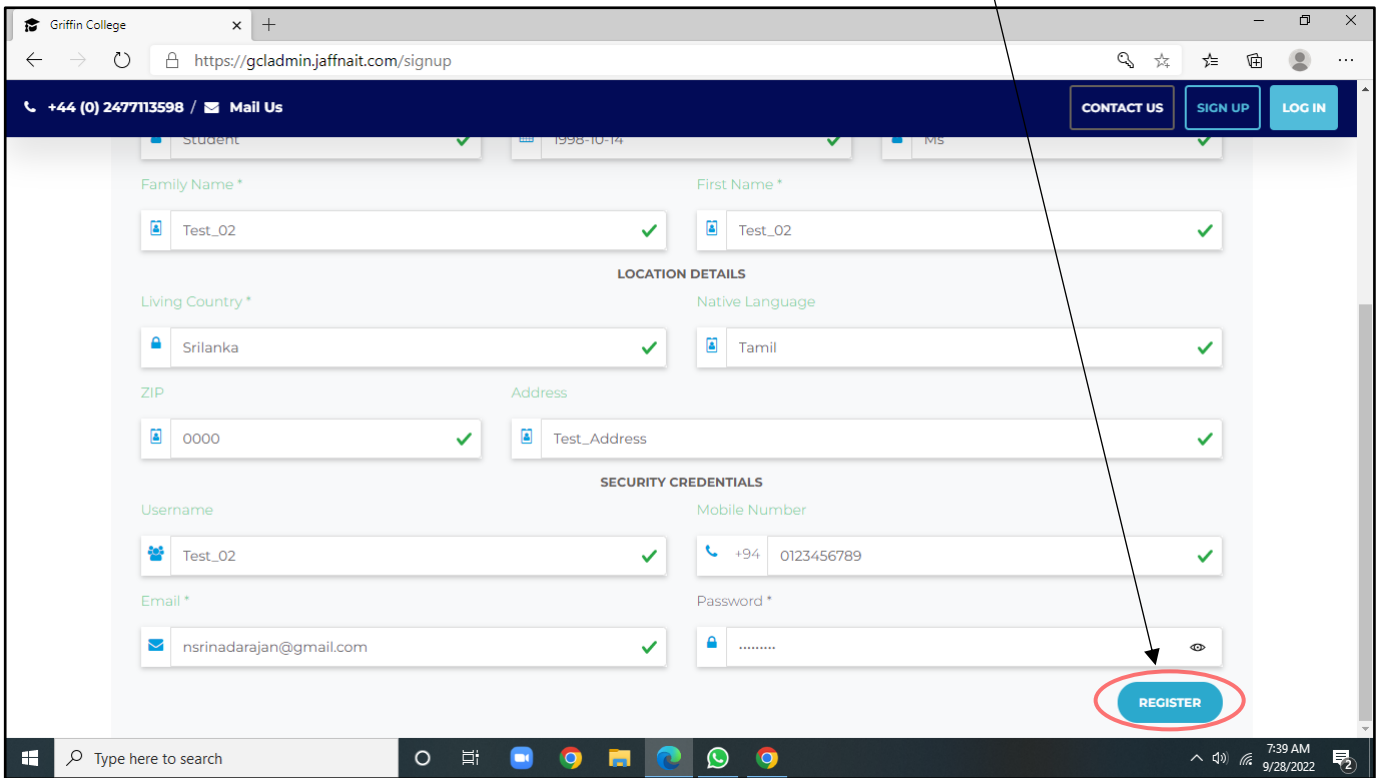 Griffin College
https://gcladmin.jaffnait.com/signup
+44 (0) 2477113598 / Mail Us
CONTACT US
SIGN UP
LOG IN
Student
1998-10-14
Ms
Family Name *
First Name *
Test_02
Test_02
LOCATION DETAILS
Living Country *
Native Language
Srilanka
Tamil
ZIP
Address
0000
Test_Address
SECURITY CREDENTIALS
Username
Mobile Number
Test_02
+94 0123456789
Email *
Password *
nsrinadarajan@gmail.com
.........
REGISTER
Type here to search
7:39 AM
9/28/2022
2